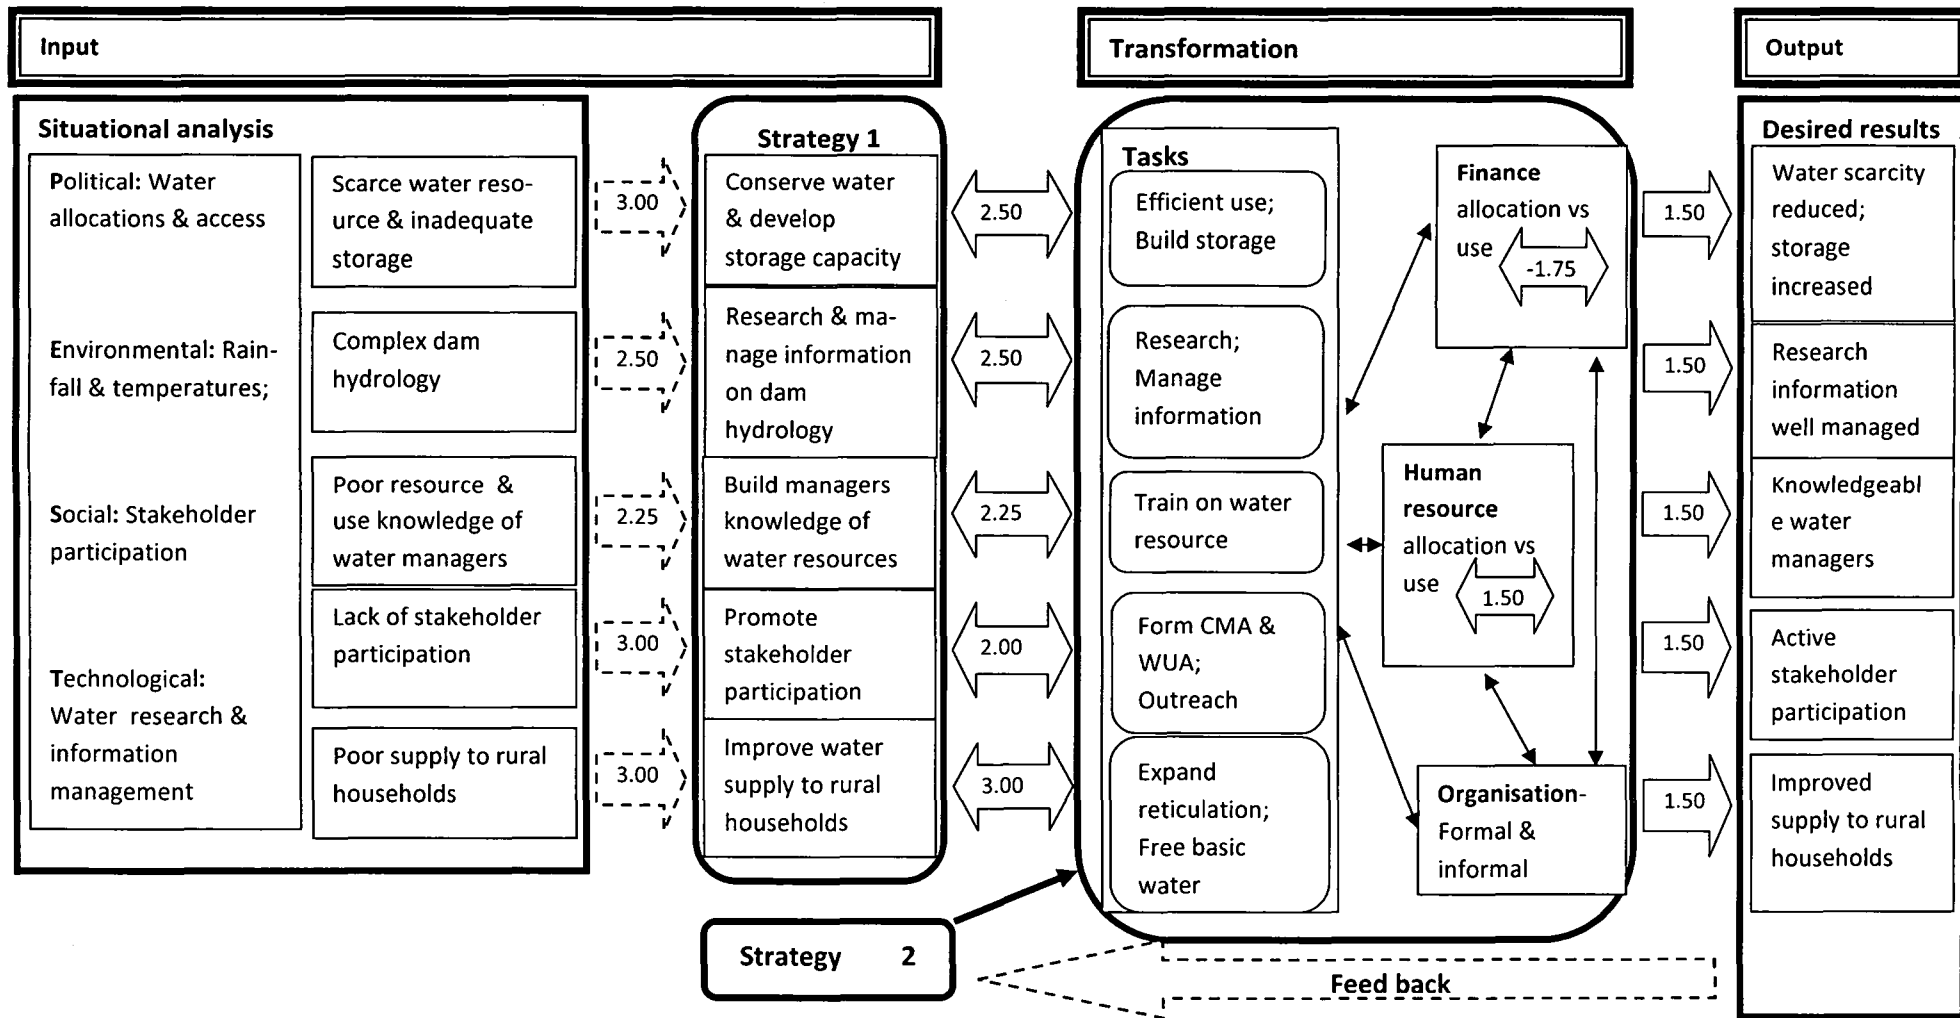 Input
Transformation
Output
Situational analysis
Political: Water
allocations & access
Environmental: Rain-
fall & temperatures;
Social: Stakeholder
participation
Technological:
Water research &
information
management
Scarce water reso-
urce & inadequate
storage
Complex dam
hydrology
Poor resource &
use knowledge of
water managers
Lack of stakeholder
participation
Poor supply to rural
households
3.00
2.50
2.25
3.00
3.00
Strategy 1
Conserve water
& develop
storage capacity
Research & ma-
nage information
on dam
hydrology
Build managers
knowledge of
water resources
Promote
stakeholder
participation
Improve water
supply to rural
households
2.50
2.50
2.25
2.00
3.00
Tasks
Efficient use;
Build storage
Research;
Manage
information
Train on water
resource
Form CMA &
WUA;
Outreach
Expand
reticulation;
Free basic
water
Finance
allocation vs
use
-1.75
Human
resource
allocation vs
use
1.50
Organisation-
Formal &
informal
1.50
1.50
1.50
1.50
1.50
Desired results
Water scarcity
reduced;
storage
increased
Research
information
well managed
Knowledgeabl
e water
managers
Active
stakeholder
participation
Improved
supply to rural
households
Strategy 2
Feed back